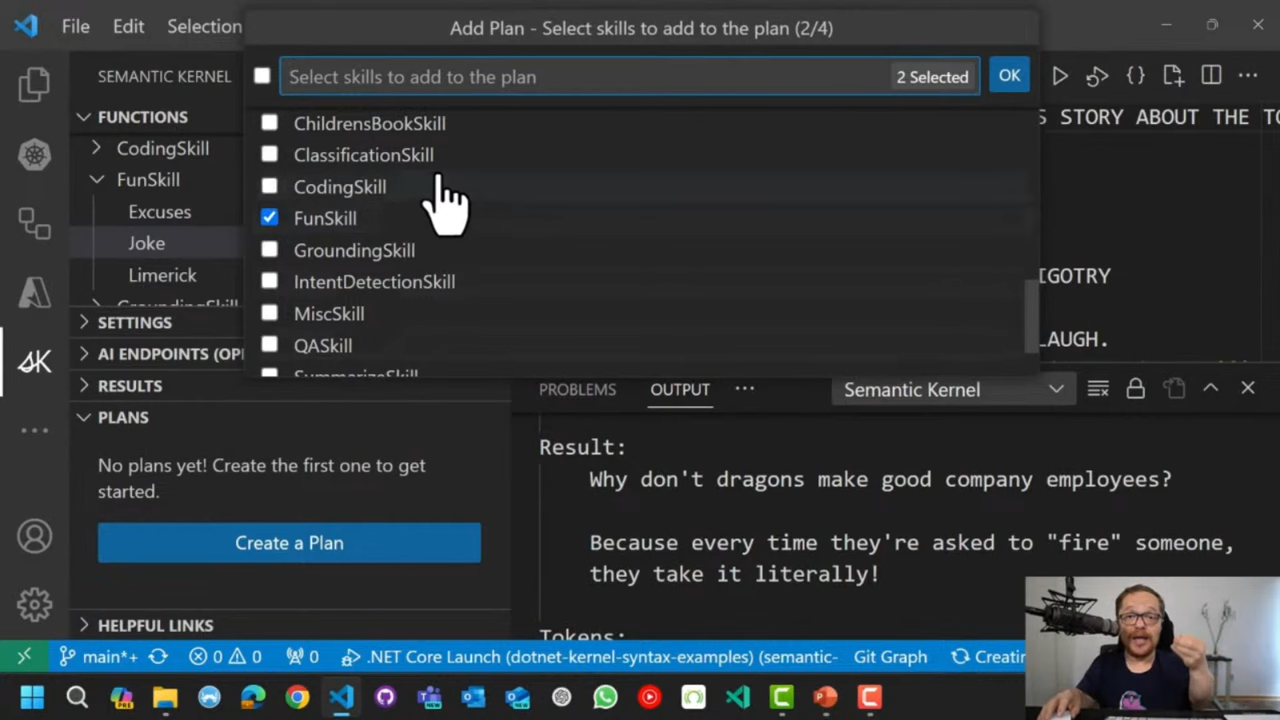 File Edit Selection
Add Plan - Select skills to add to the plan (2/4)
Select skills to add to the plan
2 Selected
OK
ChildrensBookSkill
ClassificationSkill
CodingSkill
FunSkill
GroundingSkill
IntentDetectionSkill
MiscSkill
QASkill
SummarizeSkill
SEMANTIC KERNEL
FUNCTIONS
CodingSkill
FunSkill
Excuses
Joke
Limerick
GroundingSkill
SETTINGS
AI ENDPOINTS (OP
RESULTS
PLANS
No plans yet! Create the first one to get
started.
Create a Plan
HELPFUL LINKS
S STORY ABOUT THE TO
IGOTRY
LAUGH.
PROBLEMS OUTPUT ··· Semantic Kernel
Result:
Why don't dragons make good company employees?
Because every time they're asked to "fire" someone,
they take it literally!
Tokens:
main*+ 0 0 0 .NET Core Launch (dotnet-kernel-syntax-examples) (semantic- Git Graph Creatin
PRE